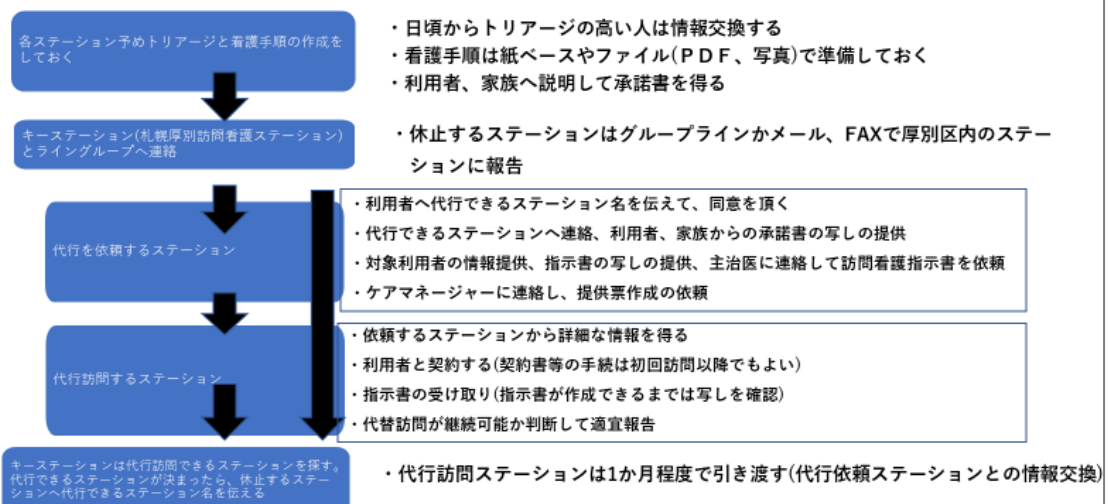 各ステーション予めトリアージと看護手順の作成を
しておく
・日頃からトリアージの高い人は情報交換する
・看護手順は紙ベースやファイル(ＰＤＦ、写真)で準備しておく
・利用者、家族へ説明して承諾書を得る
キーステーション(札幌厚別訪問看護ステーション)
とライングループへ連絡
・休止するステーションはグループラインかメール、FAXで厚別区内のステー
ションに報告
代行を依頼するステーション
・利用者へ代行できるステーション名を伝えて、同意を頂く
・代行できるステーションへ連絡、利用者、家族からの承諾書の写しの提供
・対象利用者の情報提供、指示書の写しの提供、主治医に連絡して訪問看護指示書を依頼
・ケアマネージャーに連絡し、提供票作成の依頼
代行訪問するステーション
・依頼するステーションから詳細な情報を得る
・利用者と契約する(契約書等の手続は初回訪問以降でもよい)
・指示書の受け取り(指示書が作成できるまでは写しを確認)
・代替訪問が継続可能か判断して適宜報告
キーステーションは代行訪問できるステーションを探す。
代行できるステーションが決まったら、休止するステー
ションへ代行できるステーション名を伝える
・代行訪問ステーションは1か月程度で引き渡す(代行依頼ステーションとの情報交換)